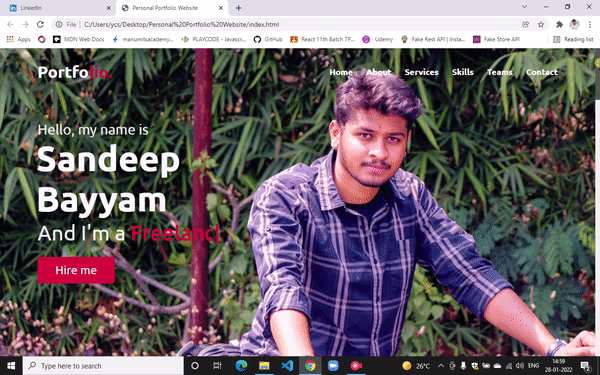 LinkedIn
Personal Portfolio Website
File
C:/Users/ycs/Desktop/Personal%20Portfolio%20Website/index.html
Apps
MDN Web Docs
manumitsacademy...
PLAYCODE - Javascri...
GitHub
React 11th Batch 7P...
Udemy
Fake Rest API | Insta...
Fake Store API
Reading list
Portfolio.
Home
About
Services
Skills
Teams
Contact
Hello, my name is
Sandeep
Bayyam
And I'm a Freelanc|
Hire me
Type here to search
26°C
ENG
14:59
28-01-2022